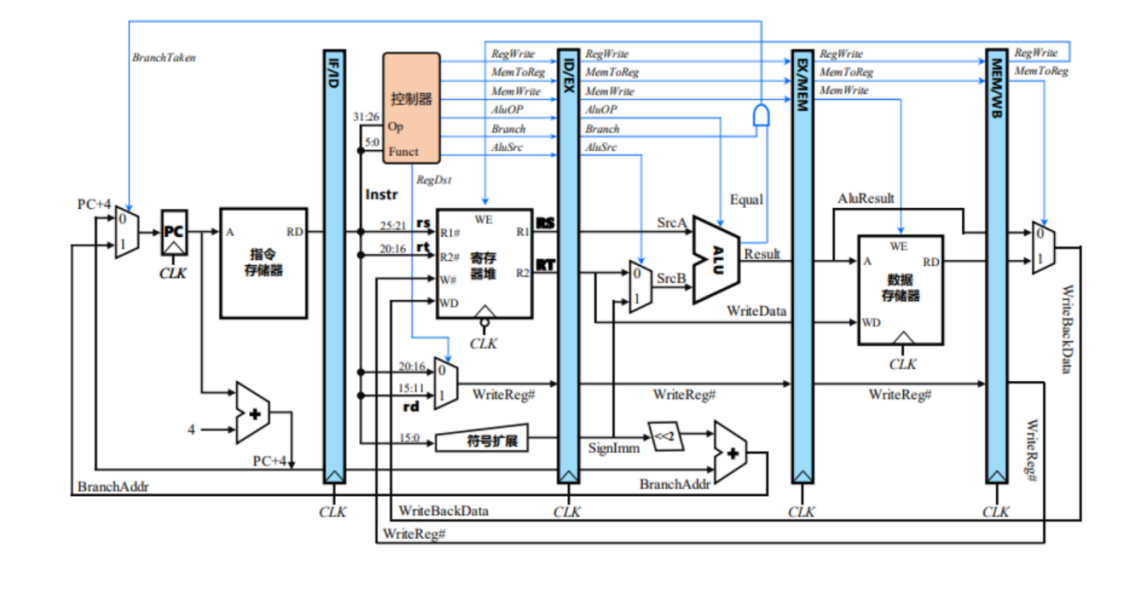 BranchTaken
IF/ID
控制器
31:26
Op
5:0
Funct
RegWrite
MemToReg
MemWrite
AluOP
Branch
AluSrc
ID/EX
RegWrite
MemToReg
MemWrite
AluOP
Branch
AluSrc
EX/MEM
RegWrite
MemToReg
MemWrite
MEM/WB
RegWrite
MemToReg
RegDst
PC+4
0
1
PC
CLK
A
RD
指令
存储器
Instr
25:21
rs
20:16
rt
WE
R1#
R2#
W#
WD
寄存
器堆
R1
R2
CLK
RS
RT
0
1
SrcA
SrcB
ALU
Equal
Result
WriteData
AluResult
WE
A
RD
数据
存储器
WD
CLK
0
1
WriteBackData
20:16
0
15:11
1
rd
WriteReg#
WriteReg#
WriteReg#
WriteReg#
4
+
PC+4
15:0
符号扩展
SignImm
<<2
+
BranchAddr
BranchAddr
CLK
CLK
CLK
CLK
WriteBackData
WriteReg#